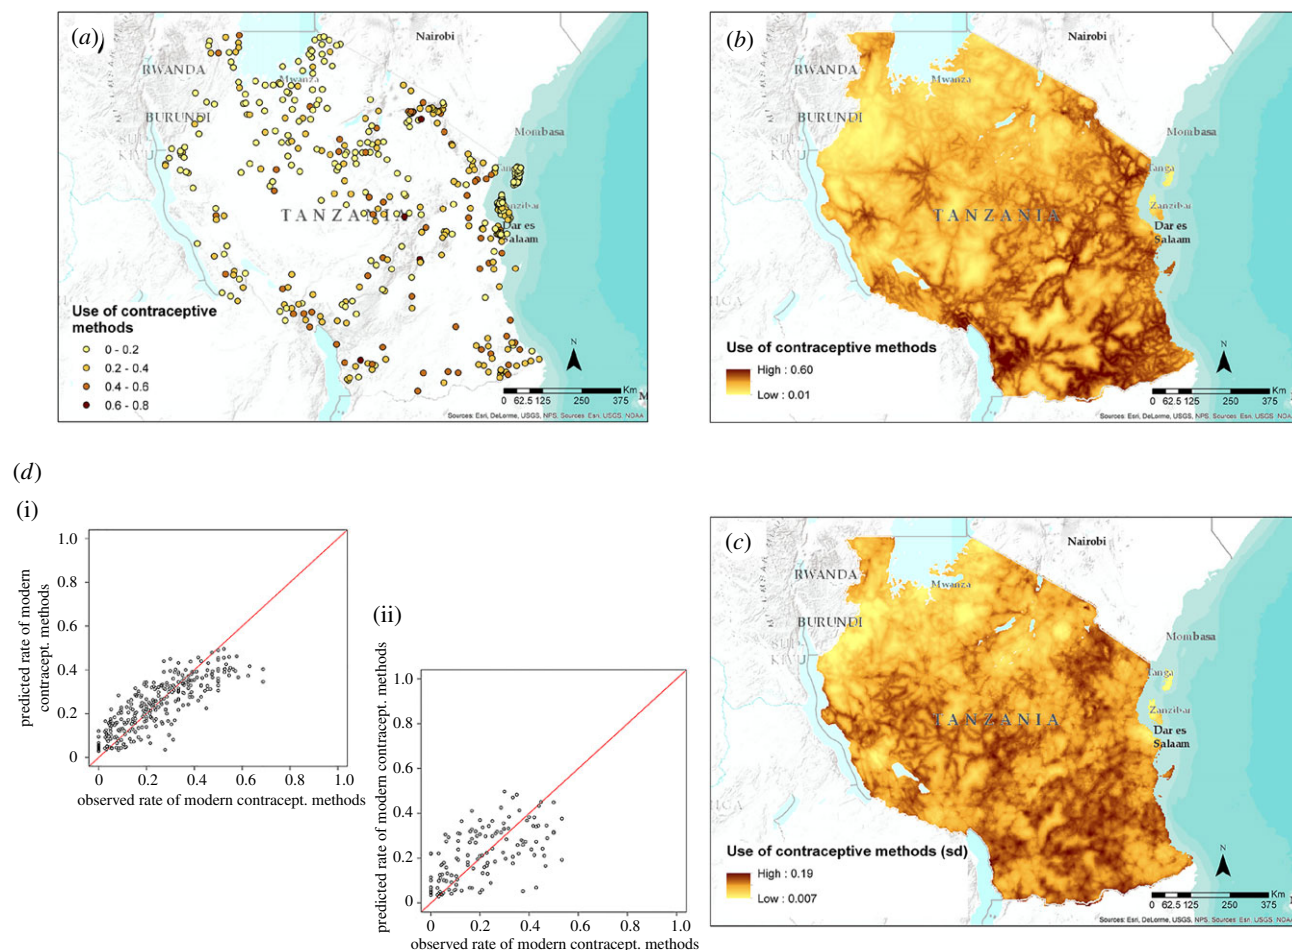 (a)
Nairobi
RWANDA
Mwanza
BURUNDI
KIVU
Mombasa
TANZANIA
Dar es
Salaam
Use of contraceptive
methods
0 - 0.2
0.2 - 0.4
0.4 - 0.6
0.6 - 0.8
N
Km
0 62.5 125 250 375
Sources: Esri, DeLorme, USGS, NPS, Sources: Esri, USGS, NOAA
(b)
Nairobi
RWANDA
Mwanza
BURUNDI
KIVU
Mombasa
Tanga
TANZANIA
Zanzibar
Dar es
Salaam
Use of contraceptive methods
High : 0.60
Low : 0.01
N
Km
0 62.5 125 250 375
Sources: Esri, DeLorme, USGS, NPS, Sources: Esri, USGS, NOAA
(d)
(i)
predicted rate of modern
contracept. methods
1.0
0.8
0.6
0.4
0.2
0
0 0.2 0.4 0.6 0.8 1.0
observed rate of modern contracept. methods
(ii)
predicted rate of modern contracept. methods
1.0
0.8
0.6
0.4
0.2
0
0 0.2 0.4 0.6 0.8 1.0
observed rate of modern contracept. methods
(c)
Nairobi
RWANDA
Mwanza
BURUNDI
KIVU
Mombasa
Tanga
TANZANIA
Zanzibar
Dar es
Salaam
Use of contraceptive methods (sd)
High : 0.19
Low : 0.007
N
Km
0 62.5 125 250 375
Sources: Esri, DeLorme, USGS, NPS, Sources: Esri, USGS, NOAA